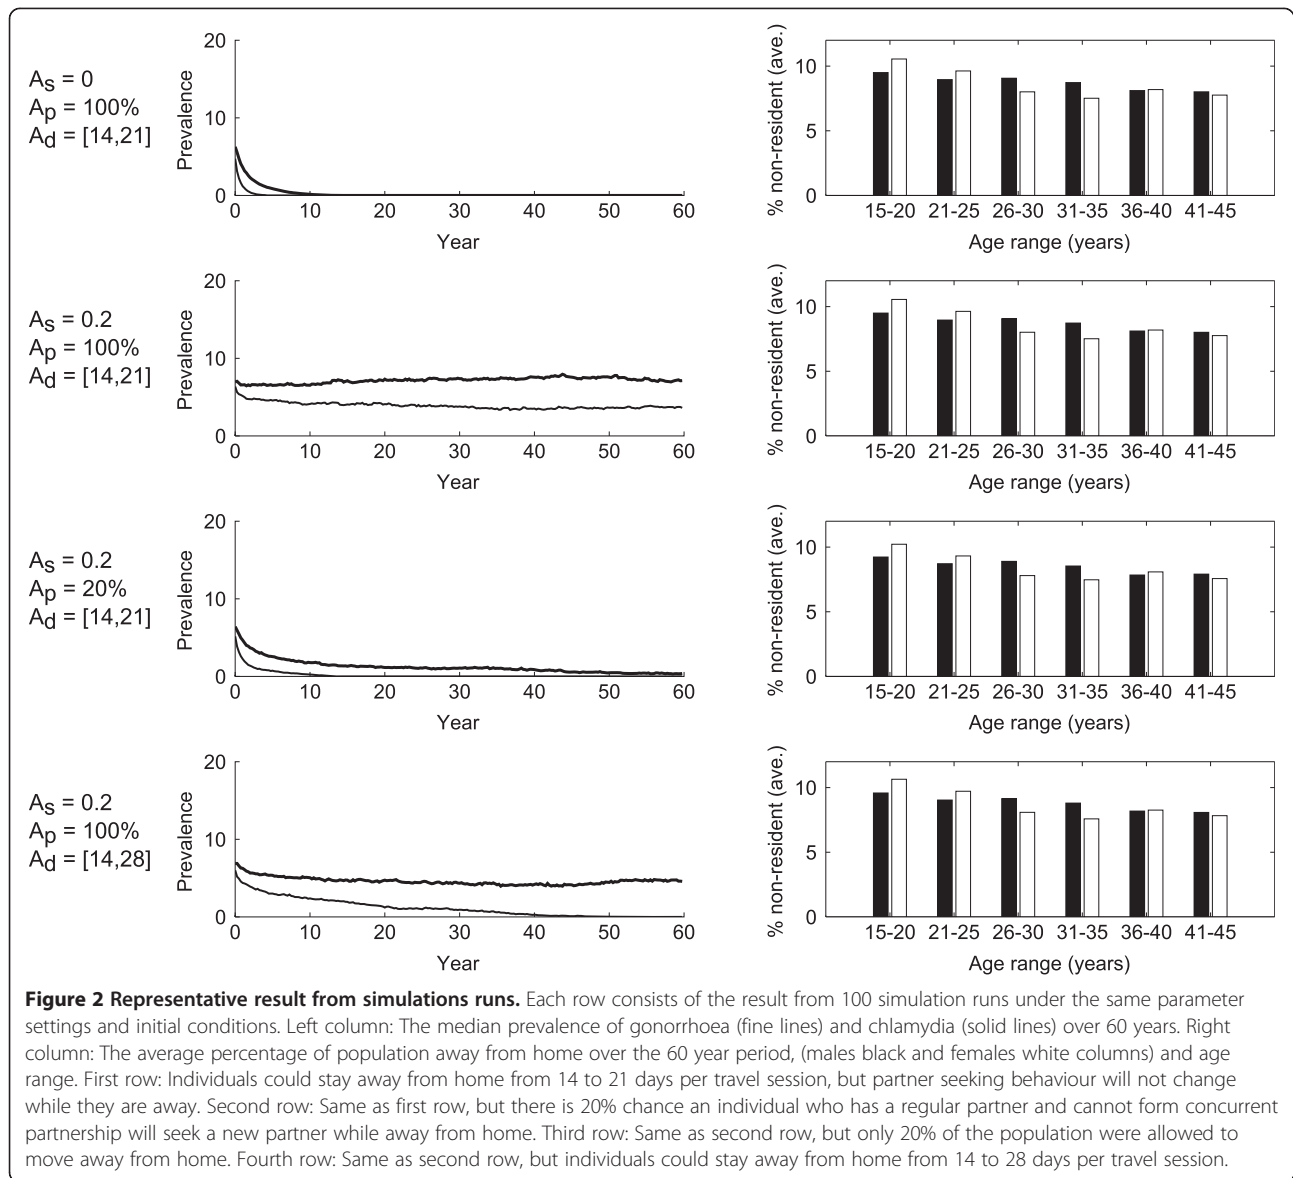 A_s = 0
A_p = 100%
A_d = [14,21]
20
10
0
Prevalence
0 10 20 30 40 50 60
Year
10
5
0
% non-resident (ave.)
15-20 21-25 26-30 31-35 36-40 41-45
Age range (years)
A_s = 0.2
A_p = 100%
A_d = [14,21]
20
10
0
Prevalence
0 10 20 30 40 50 60
Year
10
5
0
% non-resident (ave.)
15-20 21-25 26-30 31-35 36-40 41-45
Age range (years)
A_s = 0.2
A_p = 20%
A_d = [14,21]
20
10
0
Prevalence
0 10 20 30 40 50 60
Year
10
5
0
% non-resident (ave.)
15-20 21-25 26-30 31-35 36-40 41-45
Age range (years)
A_s = 0.2
A_p = 100%
A_d = [14,28]
20
10
0
Prevalence
0 10 20 30 40 50 60
Year
10
5
0
% non-resident (ave.)
15-20 21-25 26-30 31-35 36-40 41-45
Age range (years)
Figure 2 Representative result from simulations runs. Each row consists of the result from 100 simulation runs under the same parameter
settings and initial conditions. Left column: The median prevalence of gonorrhoea (fine lines) and chlamydia (solid lines) over 60 years. Right
column: The average percentage of population away from home over the 60 year period, (males black and females white columns) and age
range. First row: Individuals could stay away from home from 14 to 21 days per travel session, but partner seeking behaviour will not change
while they are away. Second row: Same as first row, but there is 20% chance an individual who has a regular partner and cannot form concurrent
partnership will seek a new partner while away from home. Third row: Same as second row, but only 20% of the population were allowed to
move away from home. Fourth row: Same as second row, but individuals could stay away from home from 14 to 28 days per travel session.